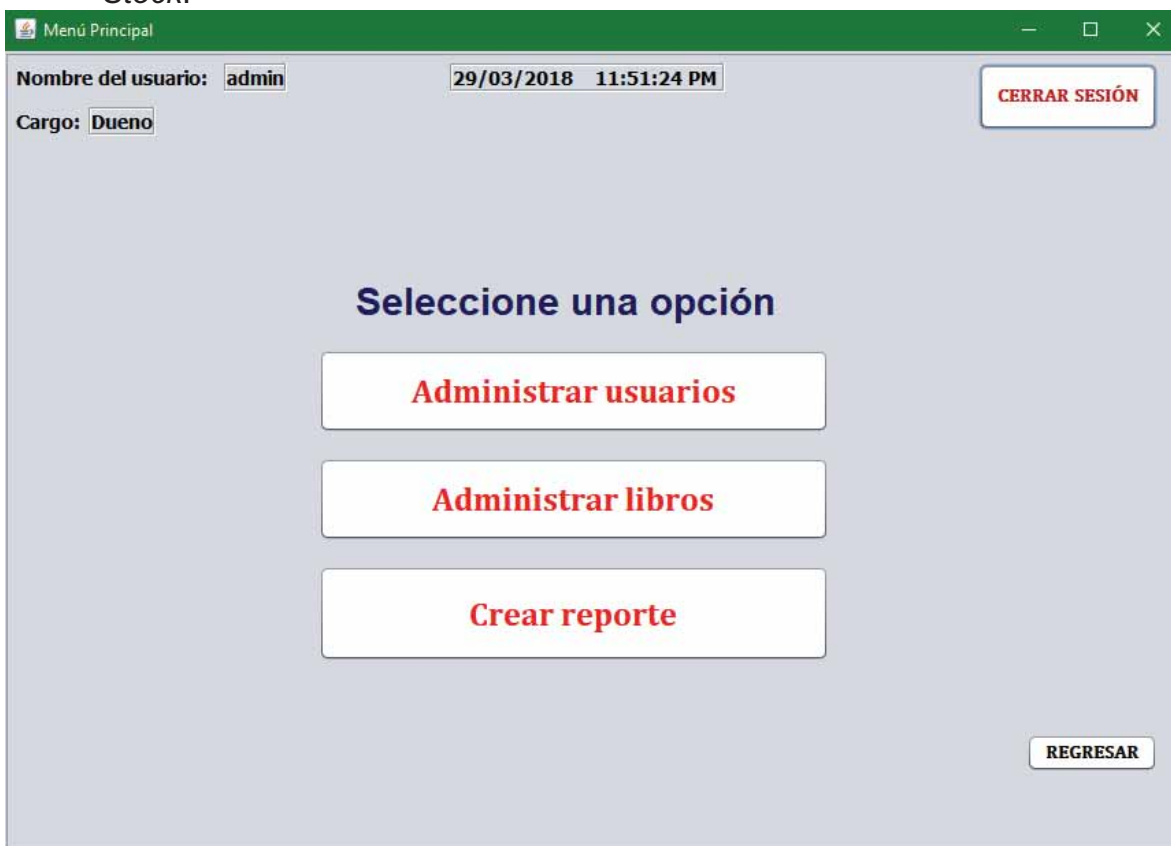 Stock.
Menú Principal
Nombre del usuario: admin 29/03/2018 11:51:24 PM CERRAR SESIÓN
Cargo: Dueno
Seleccione una opción
Administrar usuarios
Administrar libros
Crear reporte
REGRESAR